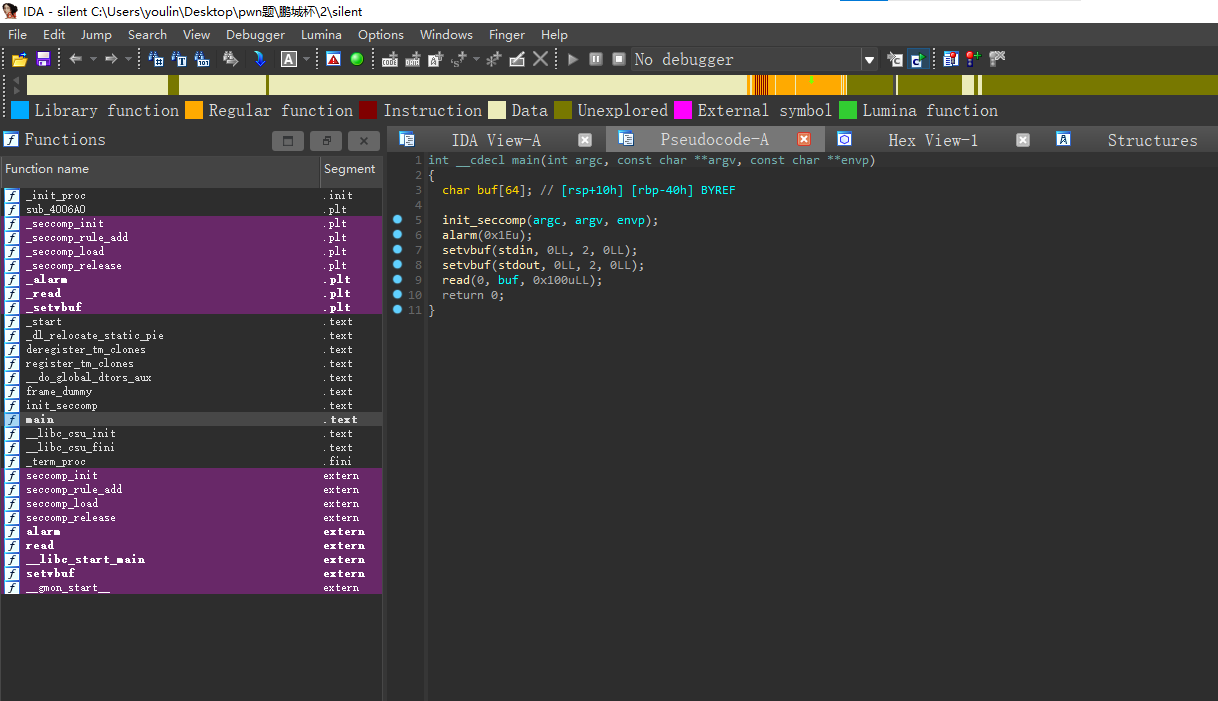 IDA - silent C:\Users\youlin\Desktop\pwn题\鹏城杯\2\silent
File Edit Jump Search View Debugger Lumina Options Windows Finger Help
No debugger
Library function Regular function Instruction Data Unexplored External symbol Lumina function
Functions
Function name Segment
_init_proc .init
sub_4006A0 .plt
_seccomp_init .plt
_seccomp_rule_add .plt
_seccomp_load .plt
_seccomp_release .plt
_alarm .plt
_read .plt
_setvbuf .plt
_start .text
_dl_relocate_static_pie .text
deregister_tm_clones .text
register_tm_clones .text
__do_global_dtors_aux .text
frame_dummy .text
init_seccomp .text
main .text
__libc_csu_init .text
__libc_csu_fini .text
_term_proc .fini
seccomp_init extern
seccomp_rule_add extern
seccomp_load extern
seccomp_release extern
alarm extern
read extern
__libc_start_main extern
setvbuf extern
__gmon_start__ extern
IDA View-A Pseudocode-A Hex View-1 Structures
1 int __cdecl main(int argc, const char **argv, const char **envp)
2 {
3 char buf[64]; // [rsp+10h] [rbp-40h] BYREF
4
5 init_seccomp(argc, argv, envp);
6 alarm(0x1Eu);
7 setvbuf(stdin, 0LL, 2, 0LL);
8 setvbuf(stdout, 0LL, 2, 0LL);
9 read(0, buf, 0x100uLL);
10 return 0;
11 }